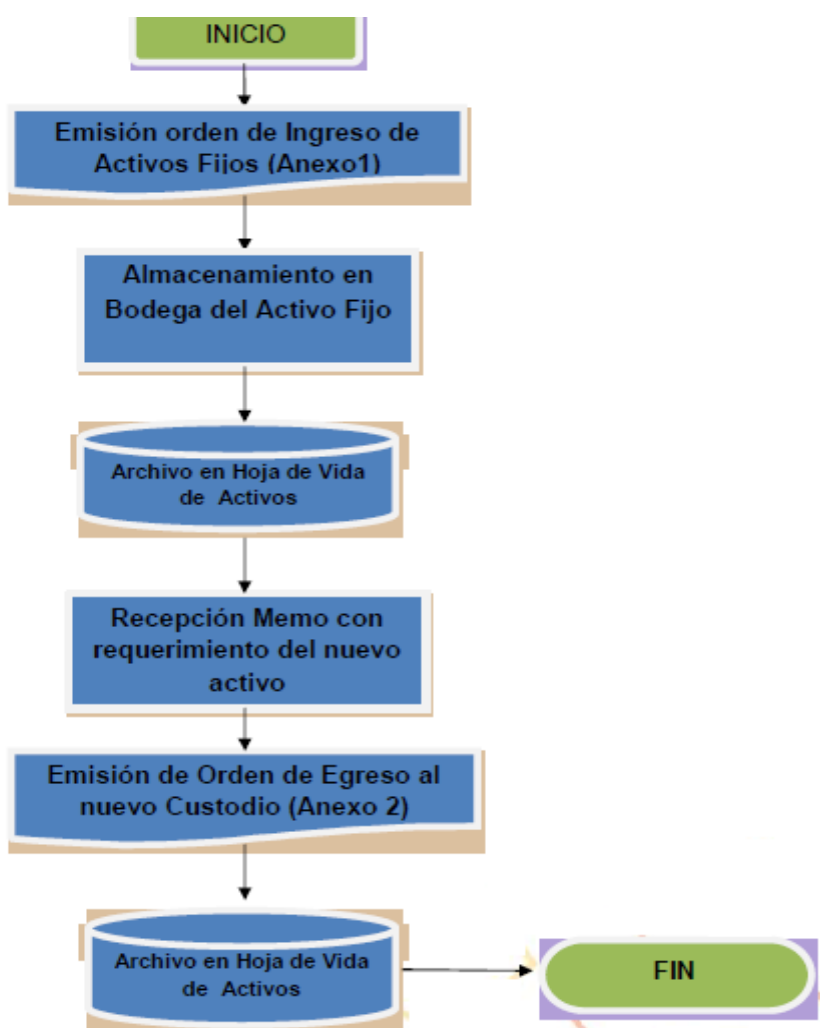 INICIO
Emisión orden de Ingreso de
Activos Fijos (Anexo1)
Almacenamiento en
Bodega del Activo Fijo
Archivo en Hoja de Vida
de Activos
Recepción Memo con
requerimiento del nuevo
activo
Emisión de Orden de Egreso al
nuevo Custodio (Anexo 2)
Archivo en Hoja de Vida
de Activos
FIN